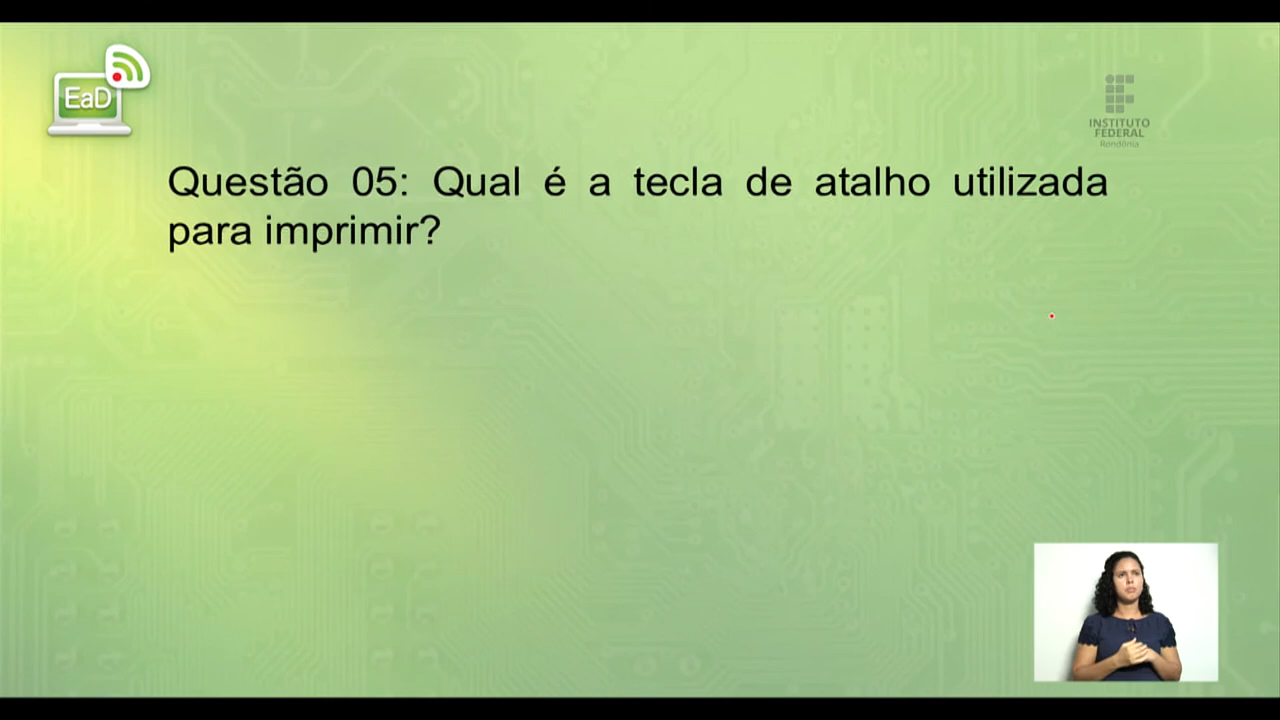 EaD
INSTITUTO
FEDERAL
Rondônia
Questão 05: Qual é a tecla de atalho utilizada
para imprimir?